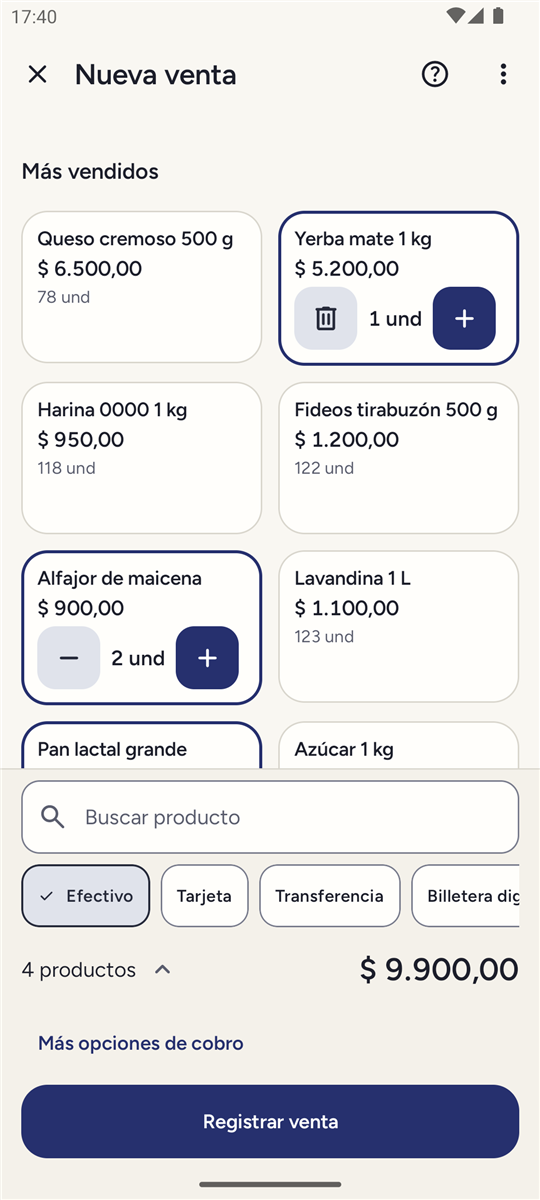 17:40
Nueva venta
Más vendidos
Queso cremoso 500 g
$ 6.500,00
78 und
Yerba mate 1 kg
$ 5.200,00
1 und
Harina 0000 1 kg
$ 950,00
118 und
Fideos tirabuzón 500 g
$ 1.200,00
122 und
Alfajor de maicena
$ 900,00
2 und
Lavandina 1 L
$ 1.100,00
123 und
Pan lactal grande
Azúcar 1 kg
Buscar producto
Efectivo
Tarjeta
Transferencia
Billetera dig
4 productos
$ 9.900,00
Más opciones de cobro
Registrar venta